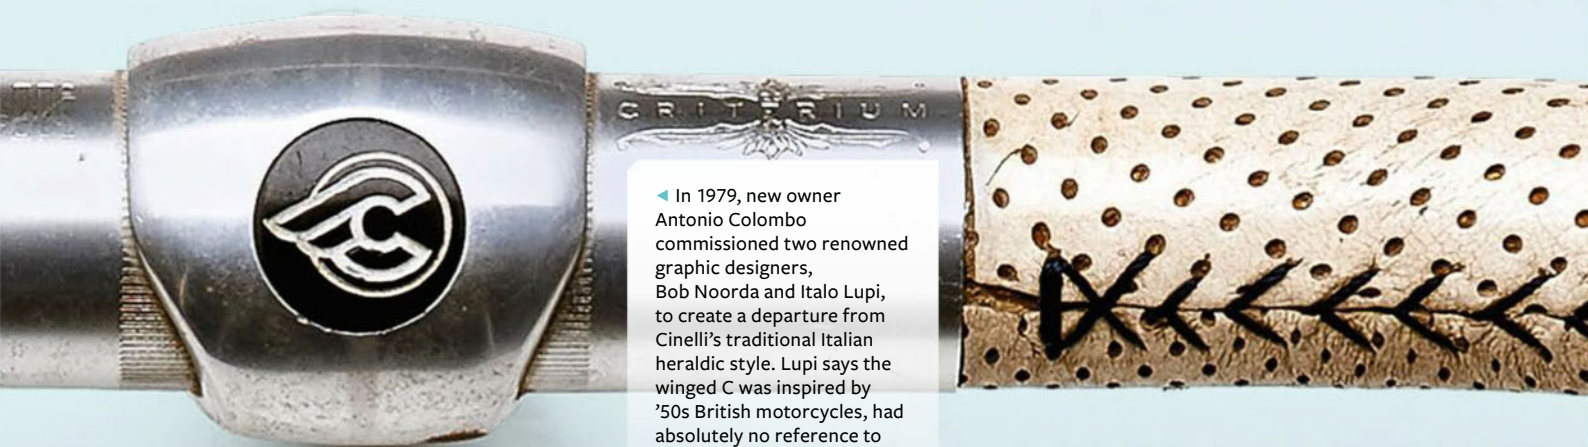 CRITERIUM
◂ In 1979, new owner
Antonio Colombo
commissioned two renowned
graphic designers,
Bob Noorda and Italo Lupi,
to create a departure from
Cinelli’s traditional Italian
heraldic style. Lupi says the
winged C was inspired by
’50s British motorcycles, had
absolutely no reference to